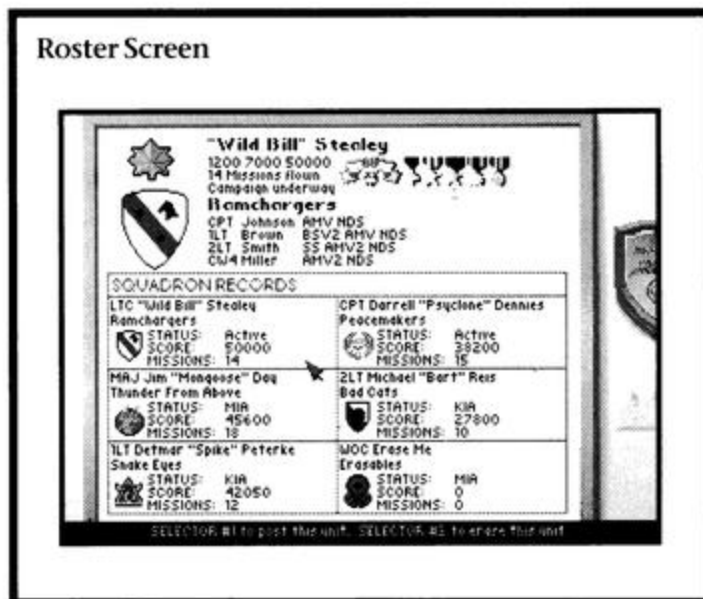 Roster Screen
"Wild Bill" Stealey
1200 7000 50000
14 Missions flown
Campaign underway
Ramchargers
CPT Johnson AMV NDS
1LT Brown BSV2 AMV NDS
2LT Smith SS AMV2 NDS
CW4 Miller AMV2 NDS
SQUADRON RECORDS
LTC "Wild Bill" Stealey
Ramchargers
STATUS: Active
SCORE: 50000
MISSIONS: 14
CPT Darrell "Psyclone" Dennies
Peacemakers
STATUS: Active
SCORE: 38200
MISSIONS: 15
MAJ Jim "Mongoose" Day
Thunder From Above
STATUS: MIA
SCORE: 45600
MISSIONS: 18
2LT Michael "Bart" Reis
Bad Cats
STATUS: KIA
SCORE: 27800
MISSIONS: 10
1LT Detmar "Spike" Peterke
Snake Eyes
STATUS: KIA
SCORE: 42050
MISSIONS: 12
WOC Erase Me
Erasables
STATUS: MIA
SCORE: 0
MISSIONS: 0
SELECTOR #1 to post this unit, SELECTOR #2 to erase this unit